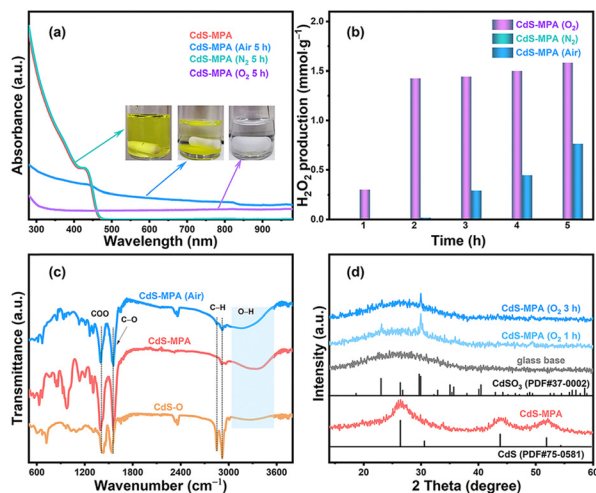 (a)
CdS-MPA
CdS-MPA (Air 5 h)
CdS-MPA (N₂ 5 h)
CdS-MPA (O₂ 5 h)
Absorbance (a.u.)
300 400 500 600 700 800 900
Wavelength (nm)
(b)
CdS-MPA (O₂)
CdS-MPA (N₂)
CdS-MPA (Air)
H₂O₂ production (mmol·g⁻¹)
2.0
1.5
1.0
0.5
0.0
1 2 3 4 5
Time (h)
(c)
CdS-MPA (Air)
COO
C–O
C–H
O–H
CdS-MPA
CdS-O
Transmittance (a.u.)
600 1200 1800 2400 3000 3600
Wavenumber (cm⁻¹)
(d)
CdS-MPA (O₂ 3 h)
CdS-MPA (O₂ 1 h)
glass base
CdSO₃ (PDF#37-0002)
CdS-MPA
CdS (PDF#75-0581)
Intensity (a.u.)
20 30 40 50 60
2 Theta (degree)